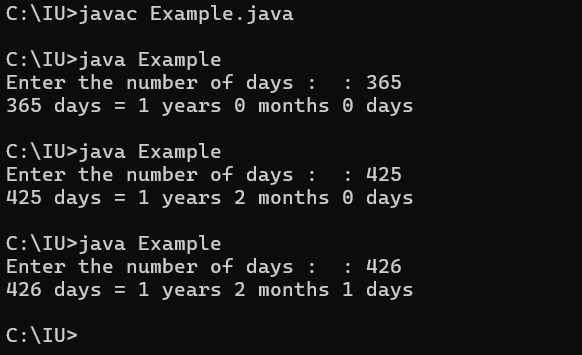 C:\IU>javac Example.java
C:\IU>java Example
Enter the number of days :  : 365
365 days = 1 years 0 months 0 days
C:\IU>java Example
Enter the number of days :  : 425
425 days = 1 years 2 months 0 days
C:\IU>java Example
Enter the number of days :  : 426
426 days = 1 years 2 months 1 days
C:\IU>